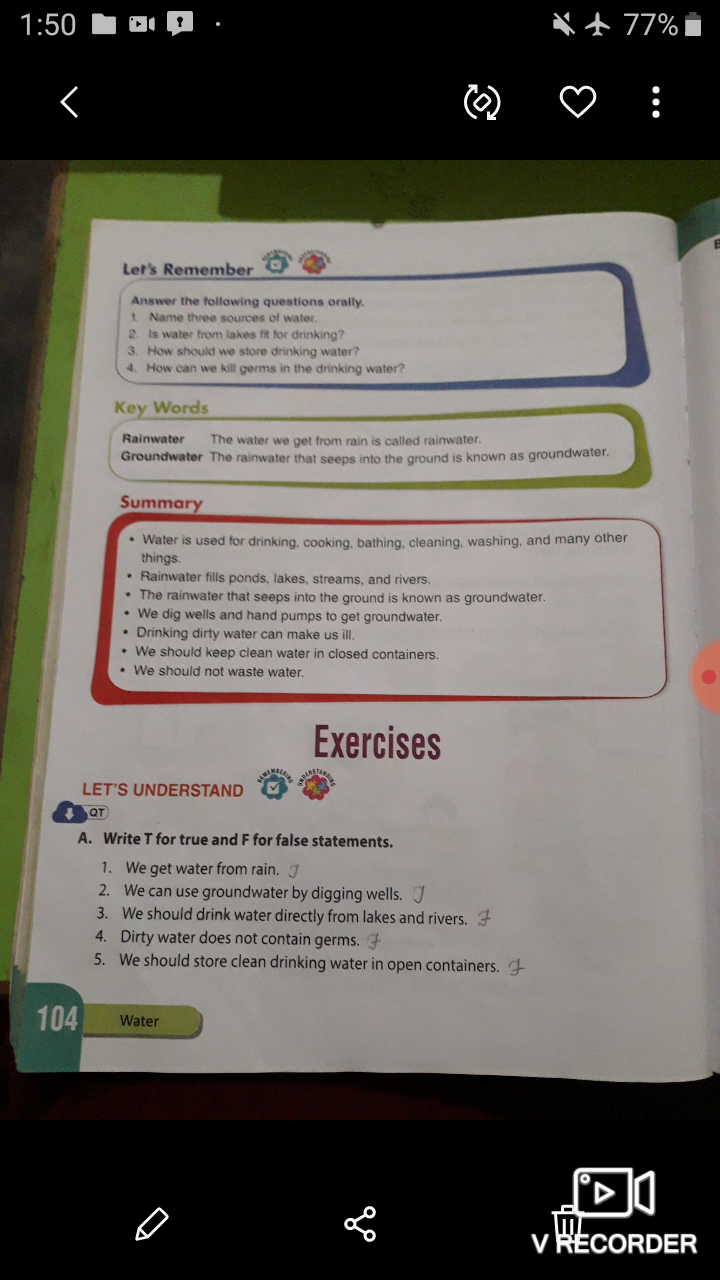 1:50
77%
Let's Remember
Answer the following questions orally.
1. Name three sources of water.
2. Is water from lakes fit for drinking?
3. How should we store drinking water?
4. How can we kill germs in the drinking water?
Key Words
Rainwater The water we get from rain is called rainwater.
Groundwater The rainwater that seeps into the ground is known as groundwater.
Summary
• Water is used for drinking, cooking, bathing, cleaning, washing, and many other
things.
• Rainwater fills ponds, lakes, streams, and rivers.
• The rainwater that seeps into the ground is known as groundwater.
• We dig wells and hand pumps to get groundwater.
• Drinking dirty water can make us ill.
• We should keep clean water in closed containers.
• We should not waste water.
Exercises
LET'S UNDERSTAND
REMEMBERING
UNDERSTANDING
QT
A. Write T for true and F for false statements.
1. We get water from rain. T
2. We can use groundwater by digging wells. T
3. We should drink water directly from lakes and rivers. F
4. Dirty water does not contain germs. F
5. We should store clean drinking water in open containers. F
104
Water
V RECORDER